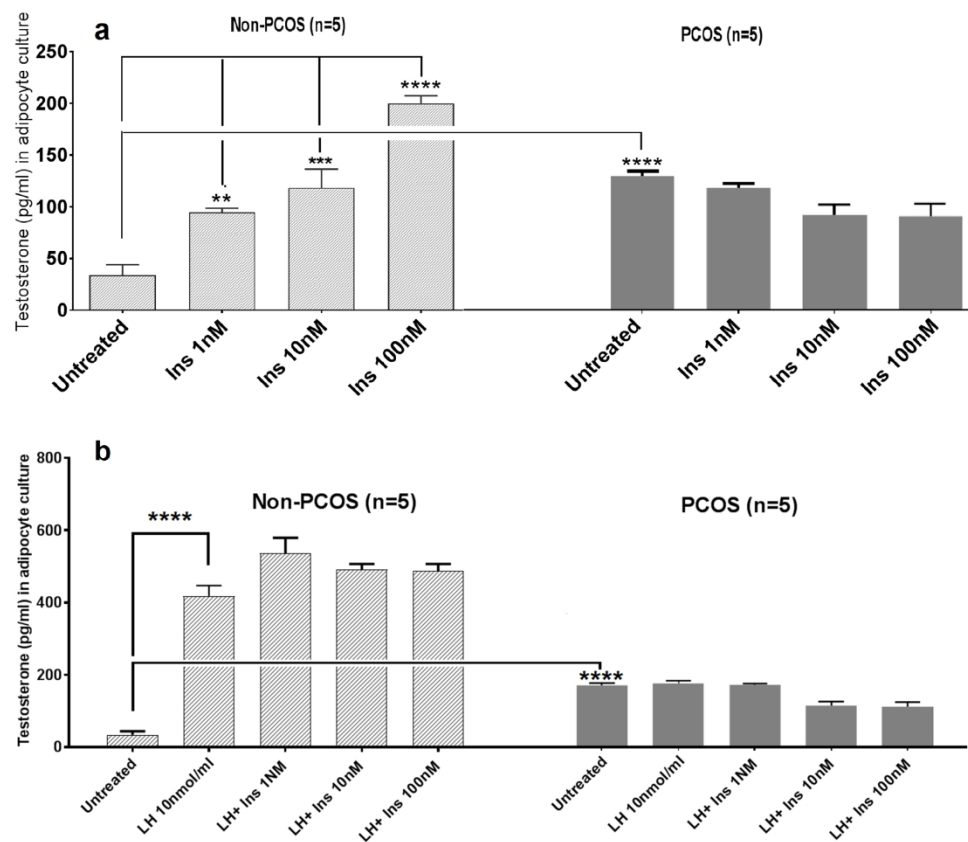 a
Non-PCOS (n=5)
PCOS (n=5)
Testosterone (pg/ml) in adipocyte culture
250
200
150
100
50
0
**
***
****
****
Untreated
Ins 1nM
Ins 10nM
Ins 100nM
Untreated
Ins 1nM
Ins 10nM
Ins 100nM
b
Non-PCOS (n=5)
PCOS (n=5)
Testosterone (pg/ml) in adipocyte culture
800
600
400
200
0
****
****
Untreated
LH 10nmol/ml
LH+ Ins 1NM
LH+ Ins 10nM
LH+ Ins 100nM
Untreated
LH 10nmol/ml
LH+ Ins 1NM
LH+ Ins 10nM
LH+ Ins 100nM